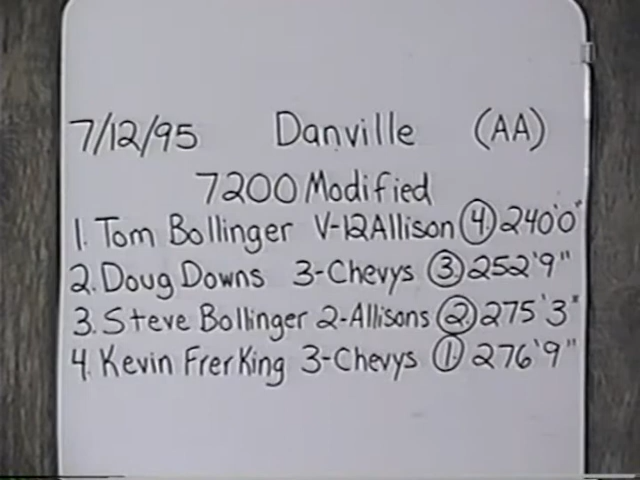 7/12/95 Danville (AA)
7200 Modified
1. Tom Bollinger V-12 Allison 4. 240'0"
2. Doug Downs 3-Chevys 3. 252'9"
3. Steve Bollinger 2-Allisons 2. 275'3"
4. Kevin FrerKing 3-Chevys 1. 276'9"